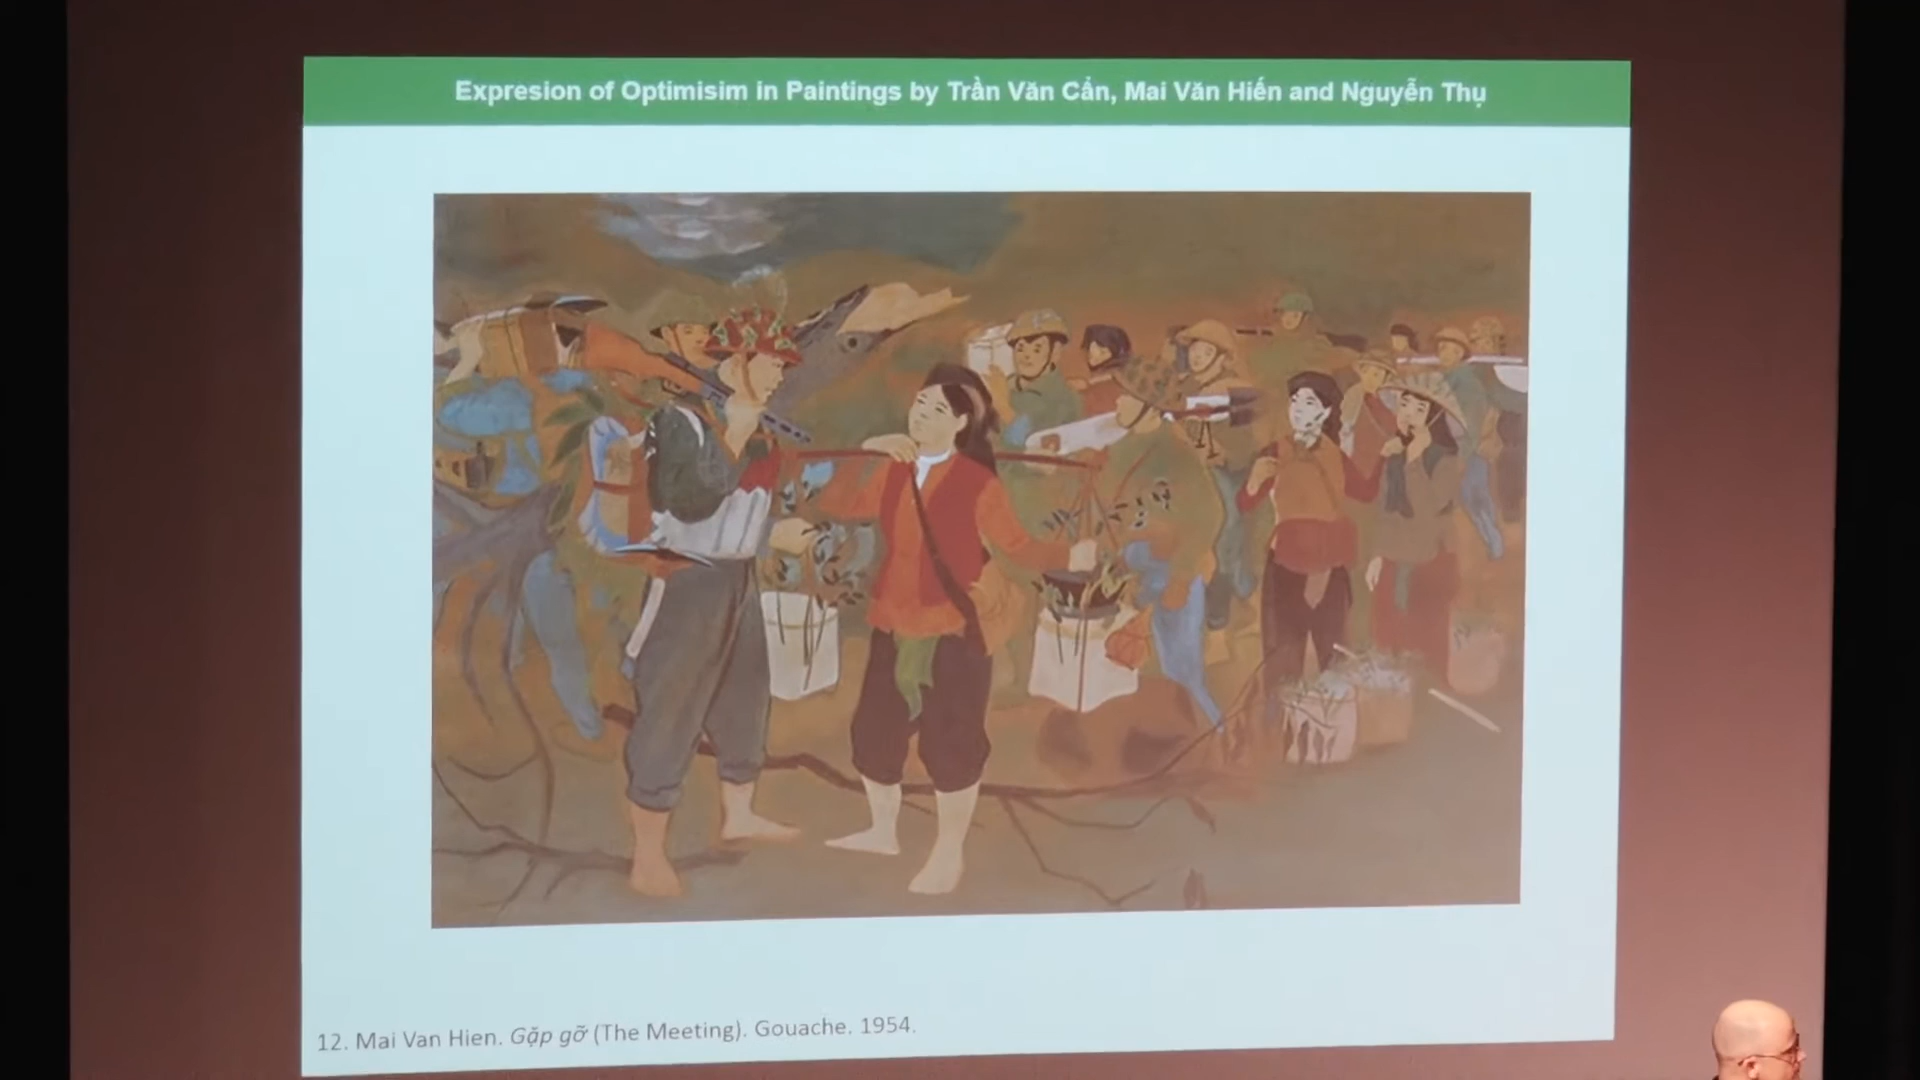 Expresion of Optimisim in Paintings by Trần Văn Cẩn, Mai Văn Hiến and Nguyễn Thụ
12. Mai Van Hien. Gặp gỡ (The Meeting). Gouache. 1954.